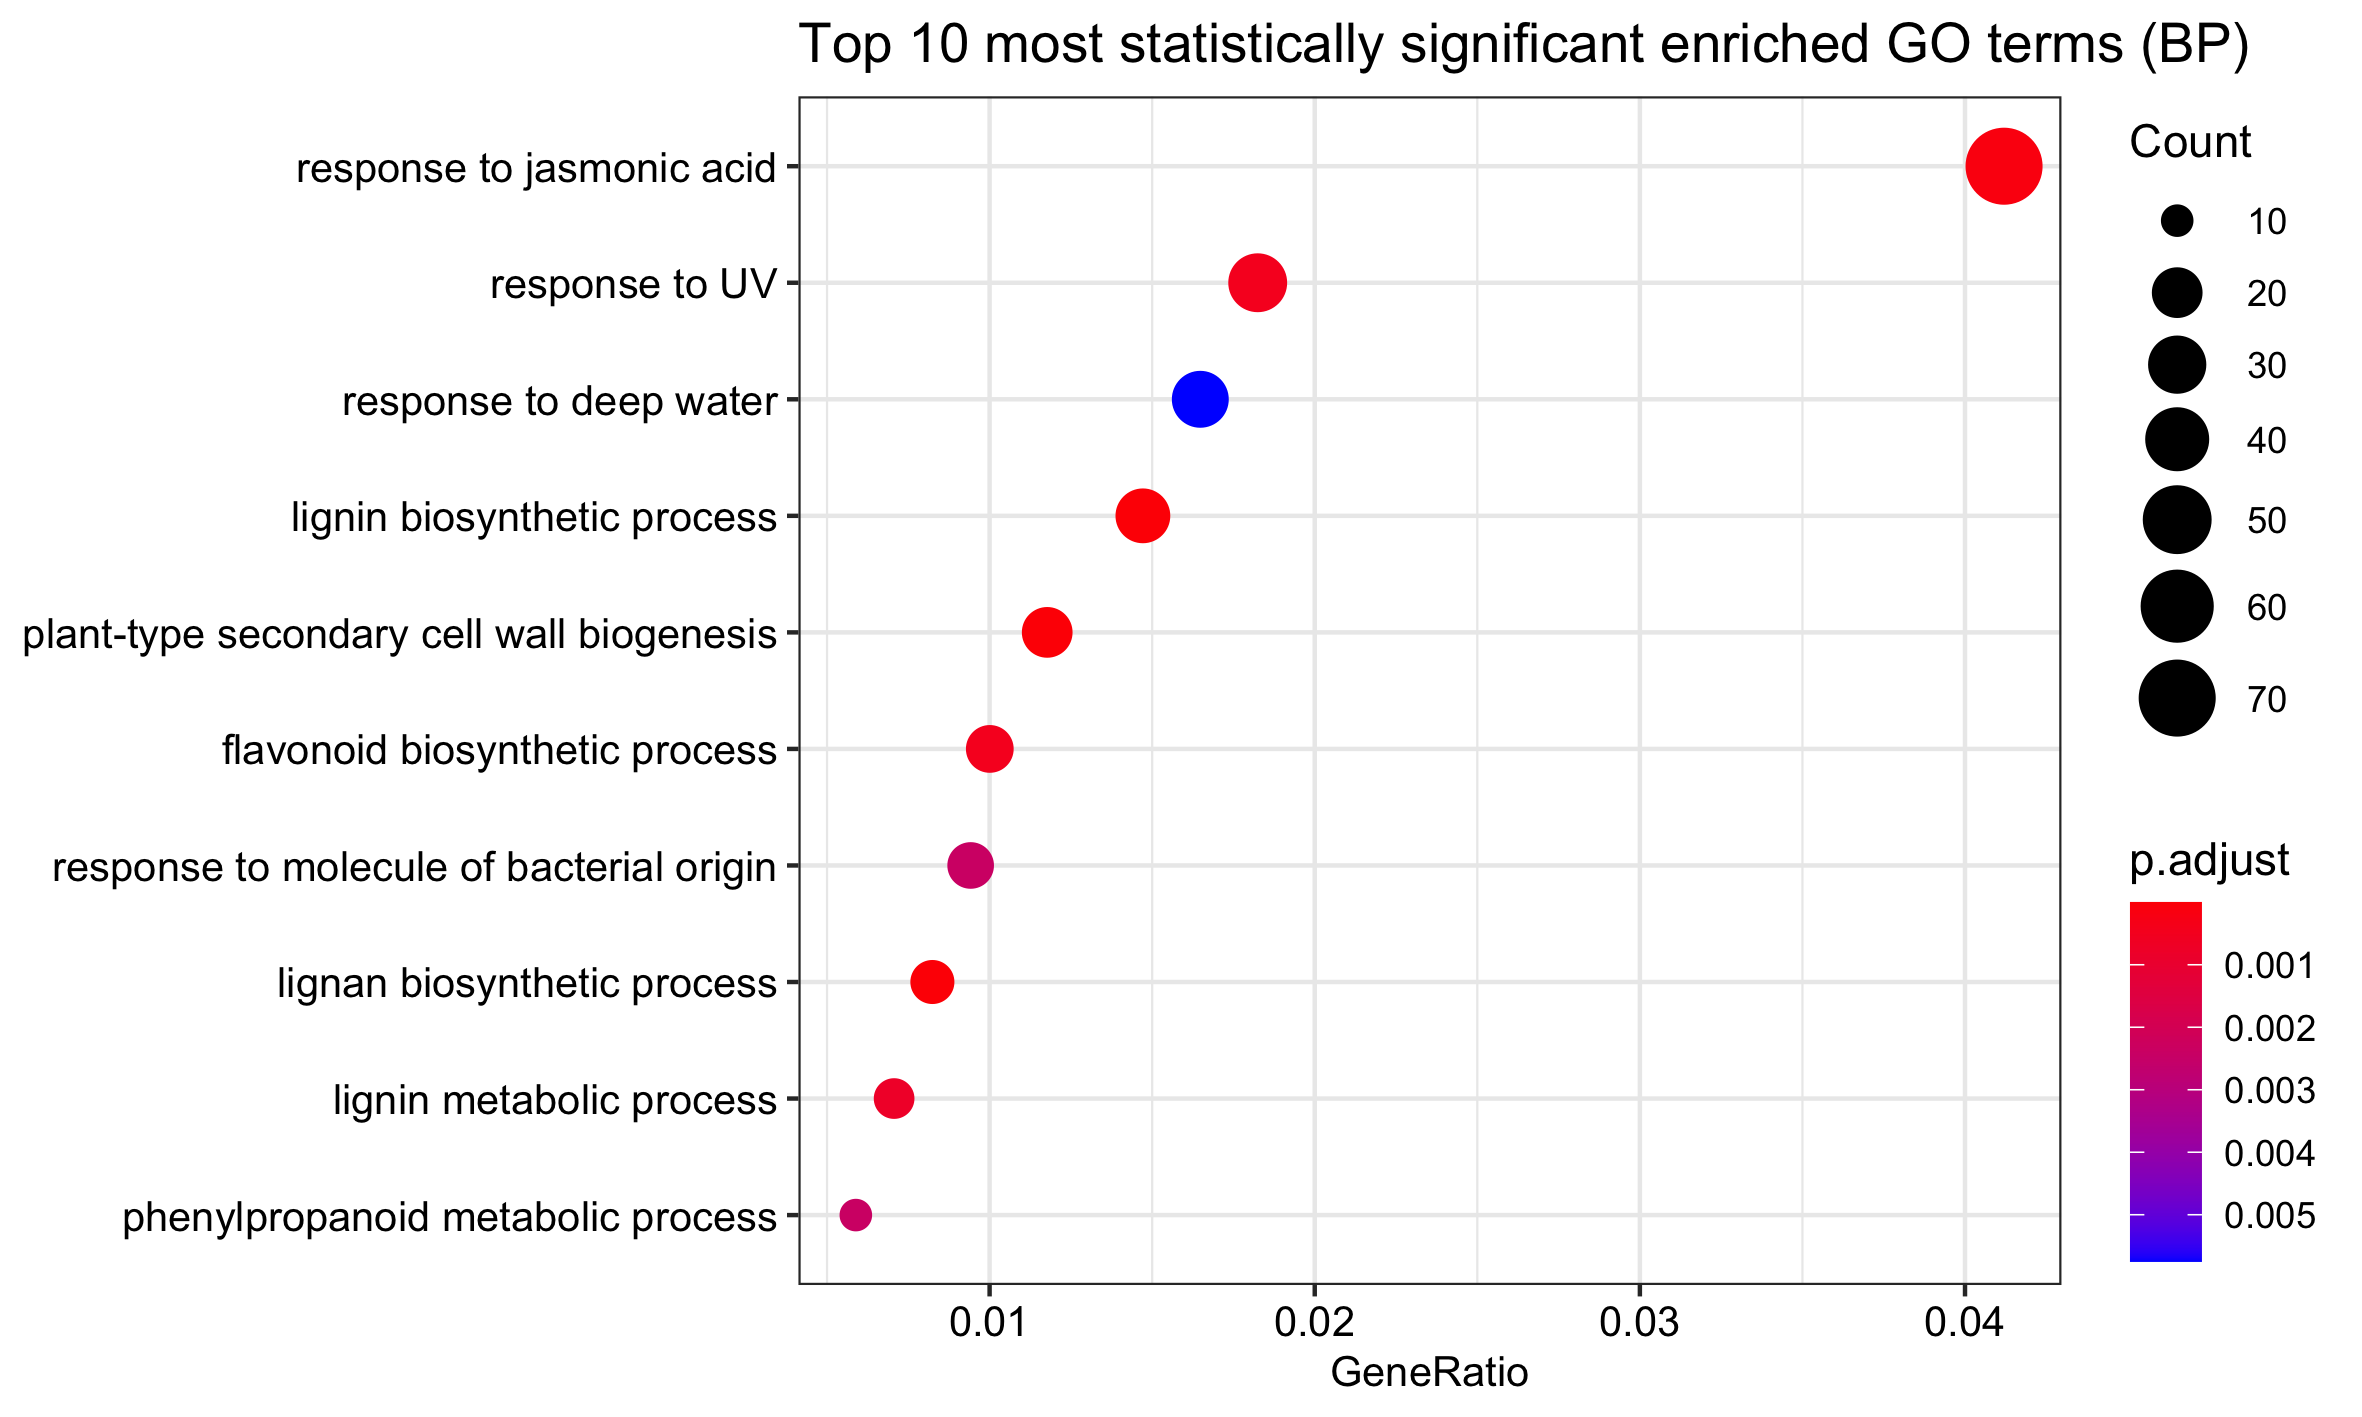 Top 10 most statistically significant enriched GO terms (BP)
response to jasmonic acid
response to UV
response to deep water
lignin biosynthetic process
plant-type secondary cell wall biogenesis
flavonoid biosynthetic process
response to molecule of bacterial origin
lignan biosynthetic process
lignin metabolic process
phenylpropanoid metabolic process
0.01 0.02 0.03 0.04
GeneRatio
Count
10
20
30
40
50
60
70
p.adjust
0.001
0.002
0.003
0.004
0.005